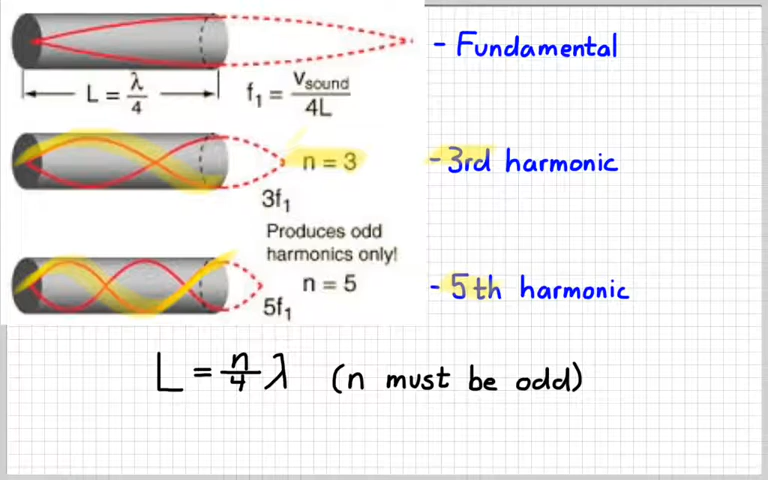 - Fundamental
L = λ/4
f₁ = Vsound/4L
n = 3
- 3rd harmonic
3f₁
Produces odd
harmonics only!
n = 5
- 5th harmonic
5f₁
L = n/4 λ (n must be odd)